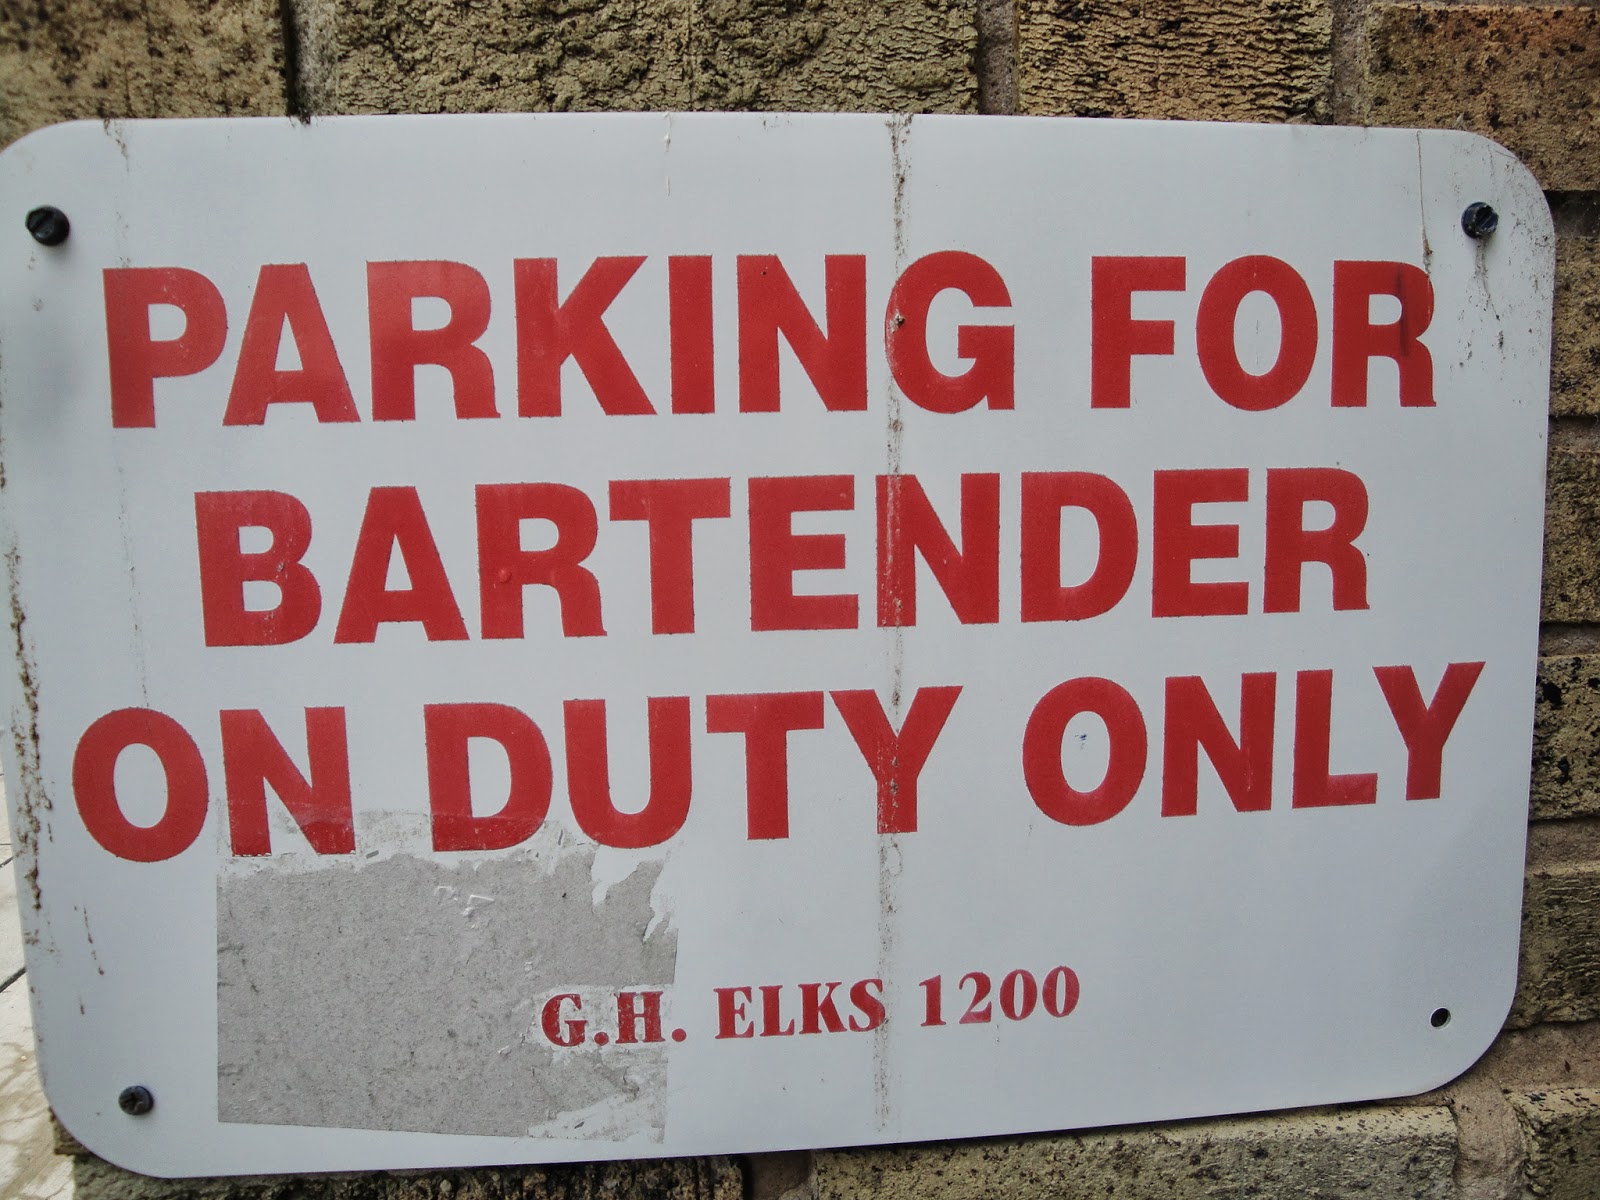 PARKING FOR
BARTENDER
ON DUTY ONLY
G.H. ELKS 1200